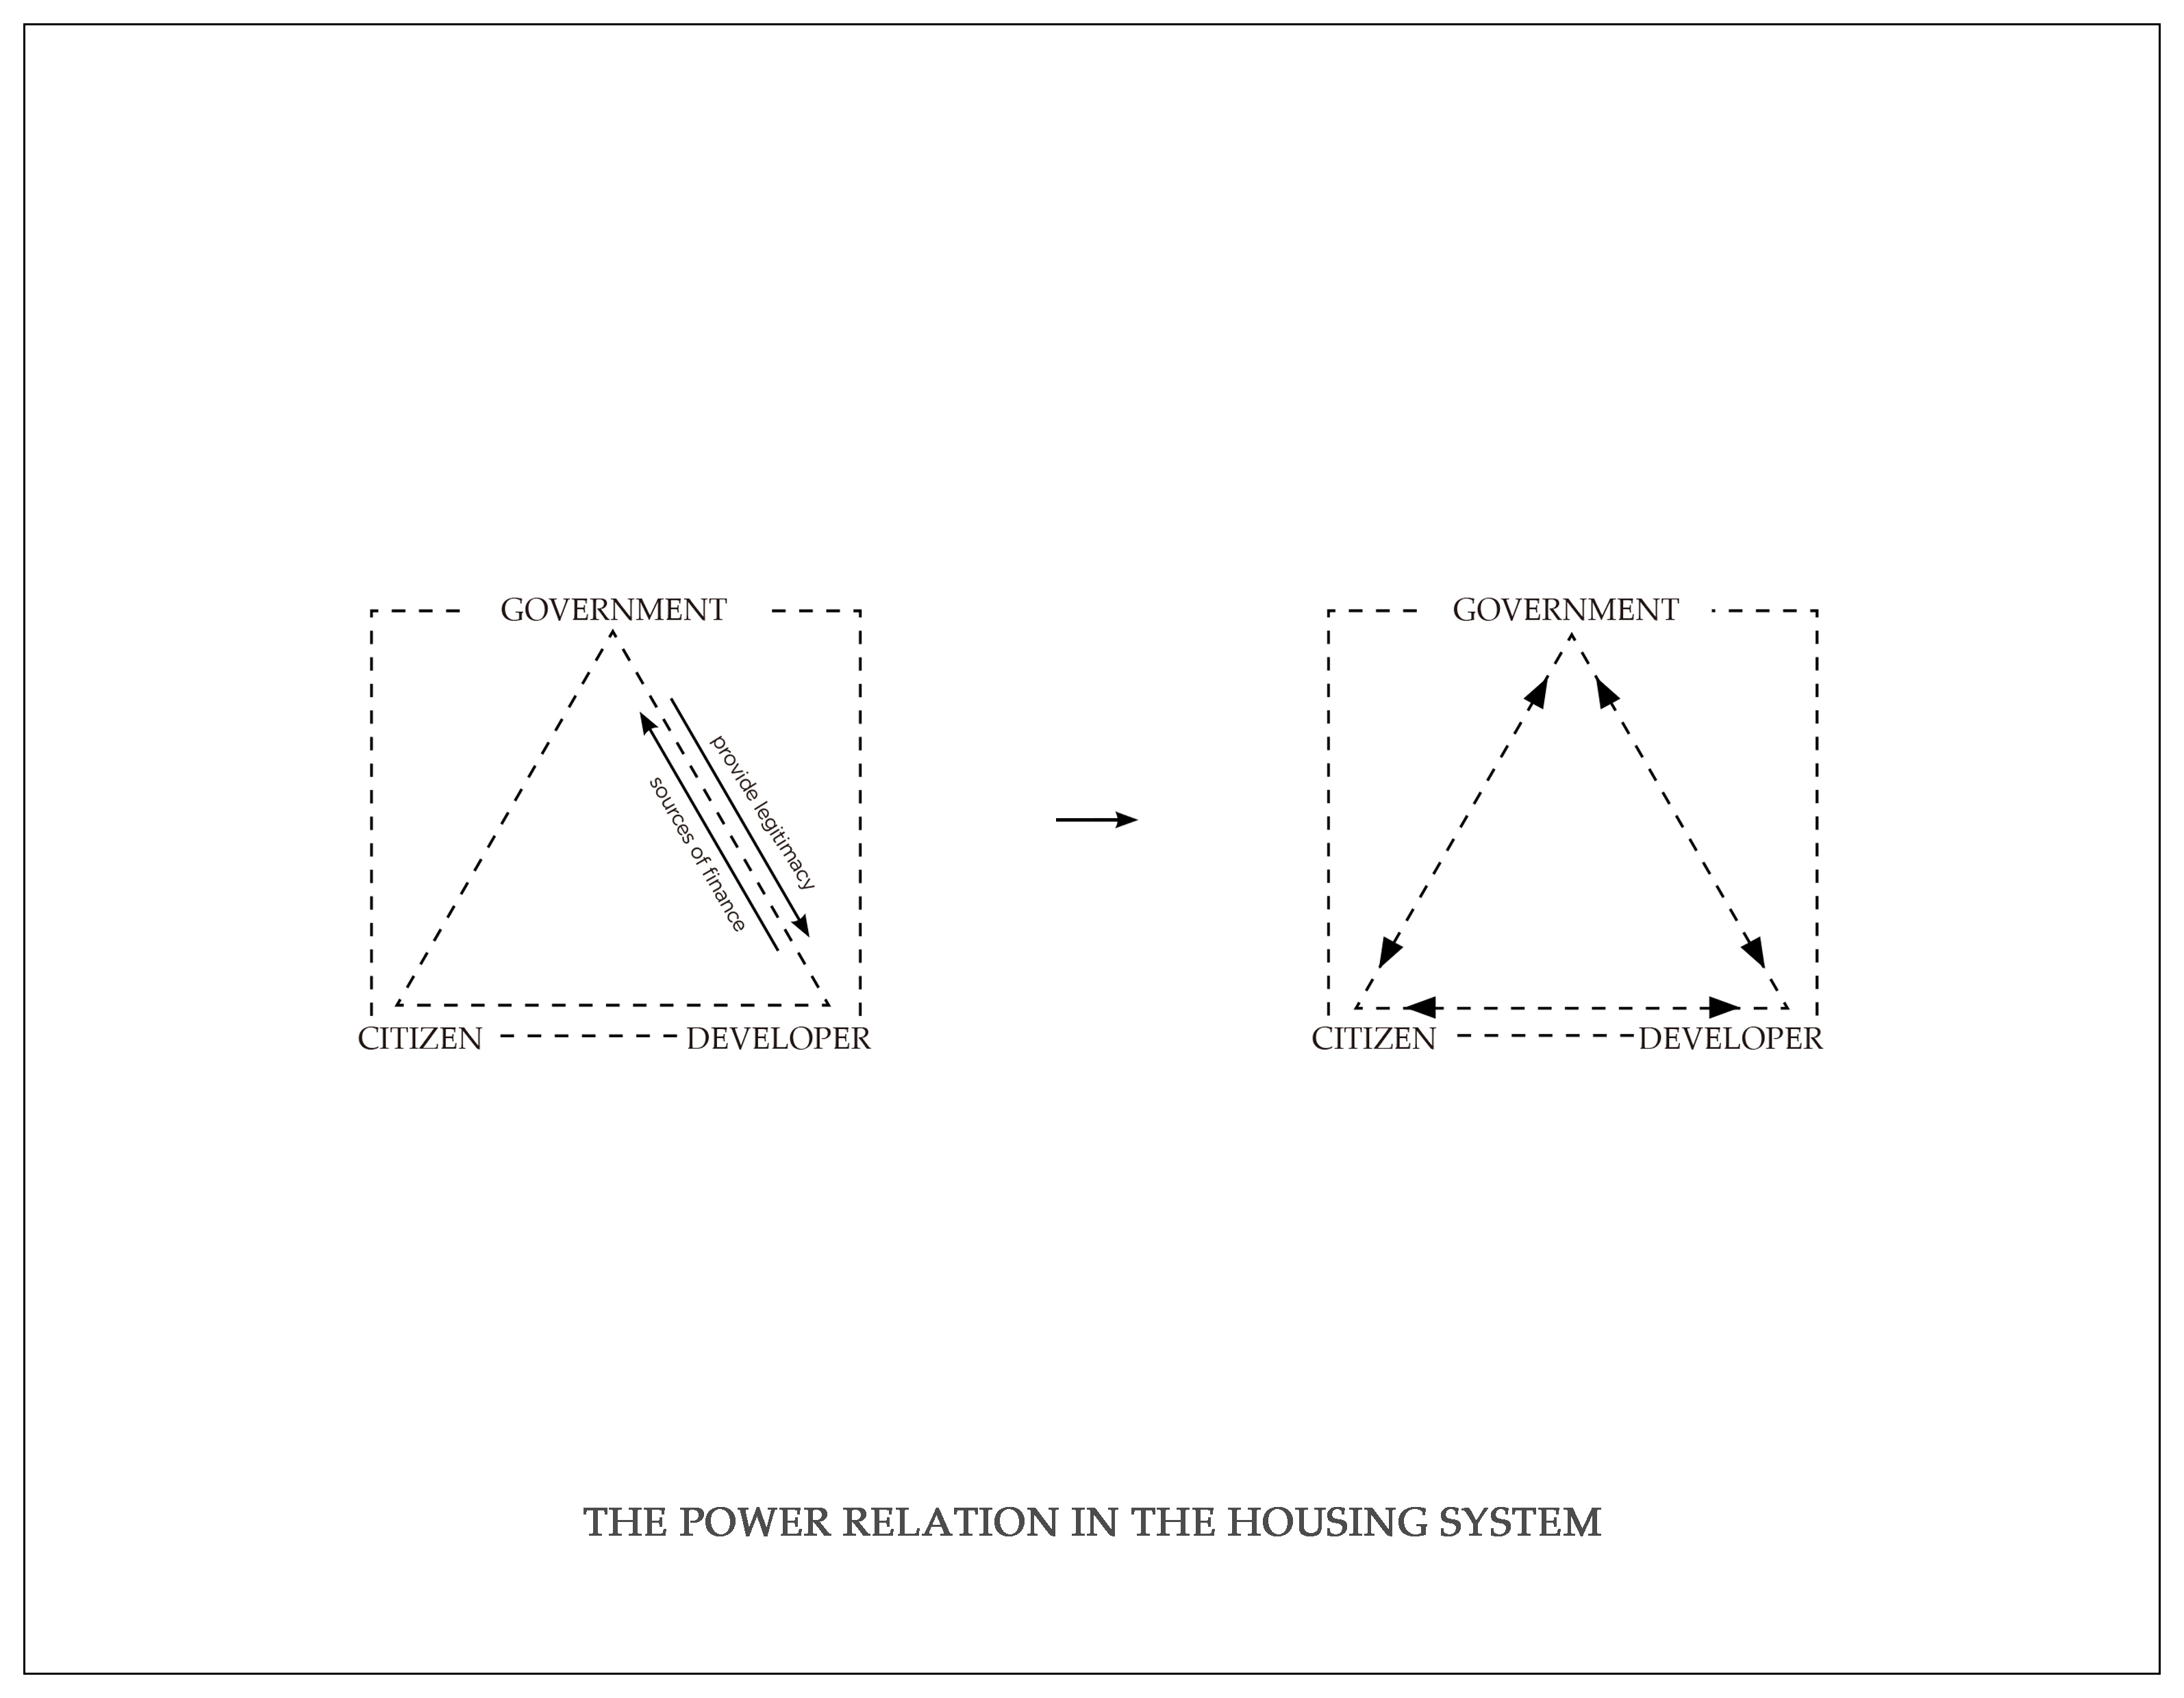 GOVERNMENT
provide legitimacy
sources of finance
CITIZEN
DEVELOPER
GOVERNMENT
CITIZEN
DEVELOPER
THE POWER RELATION IN THE HOUSING SYSTEM